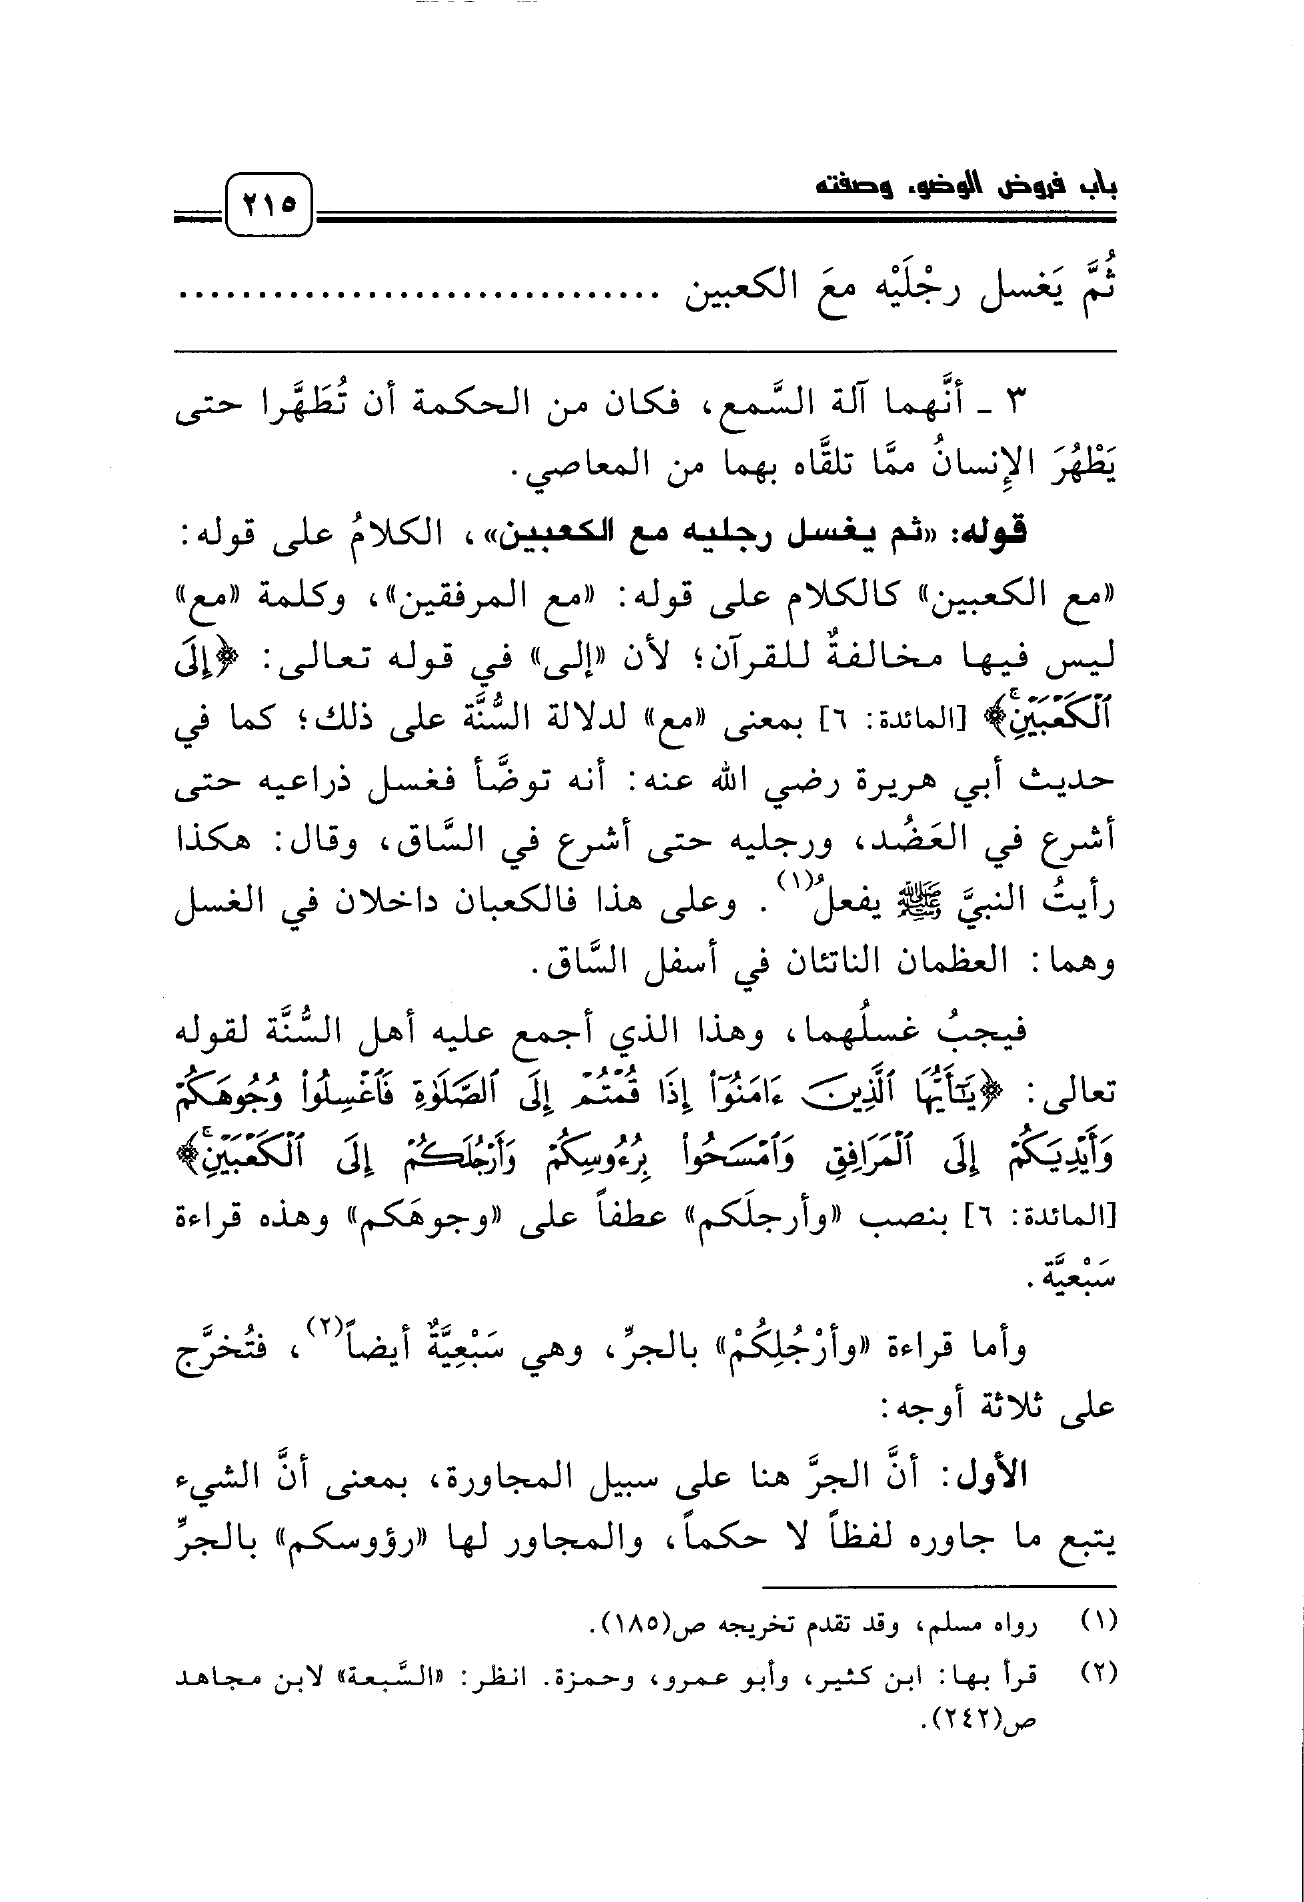 باب فروض الوضوء وصفته
٢١٥
ثُمَّ يَغسل رجْلَيْه معَ الكعبين ...............................
٣ ـ أنَّهما آلة السَّمع، فكان من الحكمة أن تُطَهَّرا حتى
يَطْهُرَ الإِنسانُ ممَّا تلقَّاه بهما من المعاصي.
قوله: «ثم يغسل رجليه مع الكعبين»، الكلامُ على قوله:
«مع الكعبين» كالكلام على قوله: «مع المرفقين»، وكلمة «مع»
ليس فيها مخالفةٌ للقرآن؛ لأن «إلى» في قوله تعالى: ﴿إِلَى
ٱلْكَعْبَيْنِۚ﴾ [المائدة: ٦] بمعنى «مع» لدلالة السُّنَّة على ذلك؛ كما في
حديث أبي هريرة رضي الله عنه: أنه توضَّأ فغسل ذراعيه حتى
أشرع في العَضُد، ورجليه حتى أشرع في السَّاق، وقال: هكذا
رأيتُ النبيَّ ﷺ يفعلُ(١). وعلى هذا فالكعبان داخلان في الغسل
وهما: العظمان الناتئان في أسفل السَّاق.
فيجبُ غسلُهما، وهذا الذي أجمع عليه أهل السُّنَّة لقوله
تعالى: ﴿يَٰٓأَيُّهَا ٱلَّذِينَ ءَامَنُوٓا۟ إِذَا قُمْتُمْ إِلَى ٱلصَّلَوٰةِ فَٱغْسِلُوا۟ وُجُوهَكُمْ
وَأَيْدِيَكُمْ إِلَى ٱلْمَرَافِقِ وَٱمْسَحُوا۟ بِرُءُوسِكُمْ وَأَرْجُلَكُمْ إِلَى ٱلْكَعْبَيْنِۚ﴾
[المائدة: ٦] بنصب «وأرجلَكم» عطفاً على «وجوهَكم» وهذه قراءة
سَبْعيَّة.
وأما قراءة «وأرْجُلِكُمْ» بالجرِّ، وهي سَبْعِيَّةٌ أيضاً(٢)، فتُخرَّج
على ثلاثة أوجه:
الأول: أنَّ الجرَّ هنا على سبيل المجاورة، بمعنى أنَّ الشيء
يتبع ما جاوره لفظاً لا حكماً، والمجاور لها «رؤوسكم» بالجرِّ
(١) رواه مسلم، وقد تقدم تخريجه ص(١٨٥).
(٢) قرأ بها: ابن كثير، وأبو عمرو، وحمزة. انظر: «السَّبعة» لابن مجاهد
ص(٢٤٢).